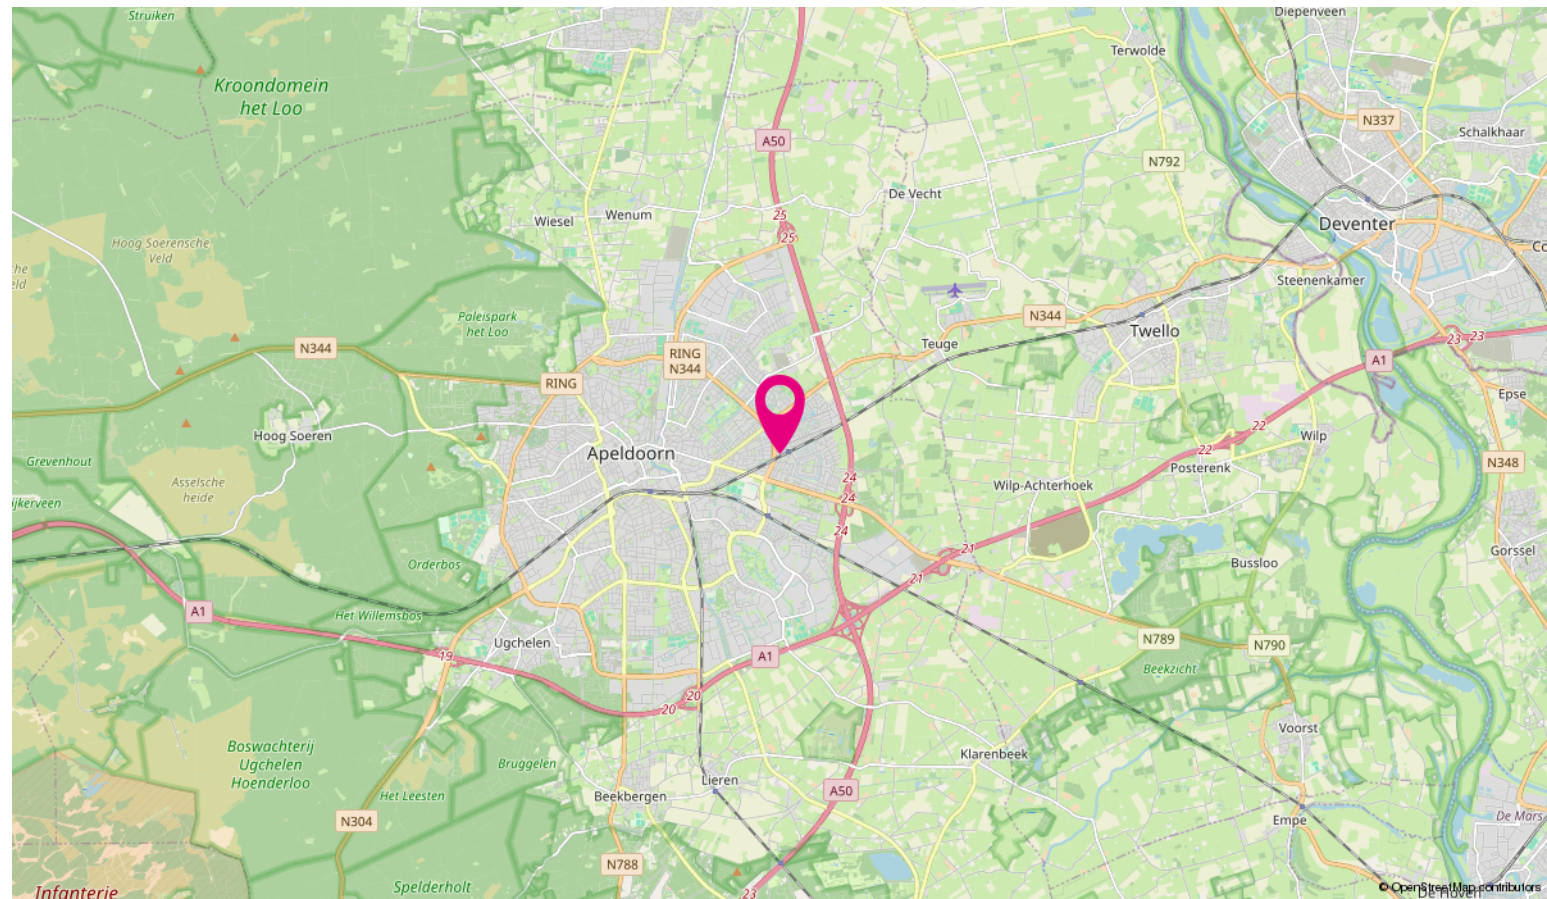 Struiken
Diepenveen
Terwolde
Kroondomein
het Loo
N337
Schalkhaar
A50
N792
De Vecht
Wiesel
Wenum
25
25
Deventer
Hoog Soerensche
Veld
Steenenkamer
Paleispark
het Loo
N344
Twello
Teuge
N344
RING
N344
23
23
A1
RING
Epse
Hoog Soeren
22
Wilp
Apeldoorn
22
Grevenhout
Posterenk
N348
Asselsche
heide
24
Wilp-Achterhoek
24
24
21
Gorssel
Orderbos
21
Bussloo
A1
Het Willemsbos
Ugchelen
N789
N790
19
A1
Beekzicht
20
20
Voorst
Boswachterij
Ugchelen
Hoenderloo
Klarenbeek
Bruggelen
Lieren
A50
Het Leesten
Beekbergen
N304
Empe
De Mars
N788
Spelderholt
Infanterie
23
© OpenStreetMap contributors
De Hoven